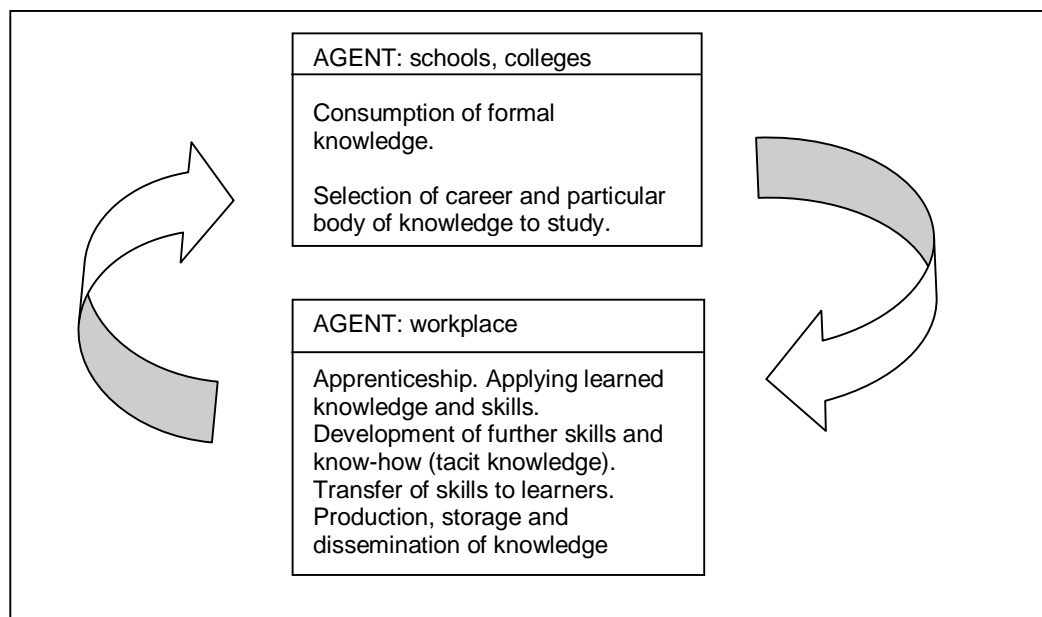 AGENT: schools, colleges
Consumption of formal
knowledge.
Selection of career and particular
body of knowledge to study.
AGENT: workplace
Apprenticeship. Applying learned
knowledge and skills.
Development of further skills and
know-how (tacit knowledge).
Transfer of skills to learners.
Production, storage and
dissemination of knowledge